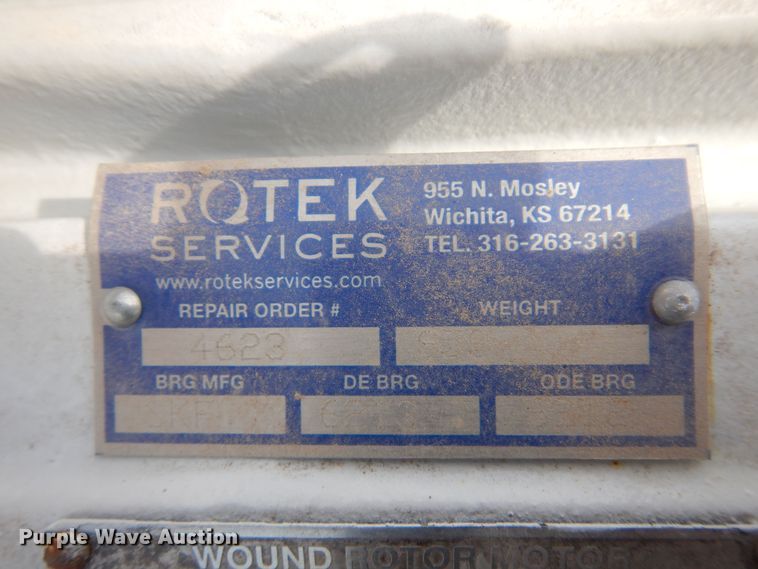 ROTEK
SERVICES
www.rotekservices.com
955 N. Mosley
Wichita, KS 67214
TEL. 316-263-3131
REPAIR ORDER #
WEIGHT
4623
BRG MFG
DE BRG
ODE BRG
Purple Wave Auction
WOUND ROTOR MOTOR